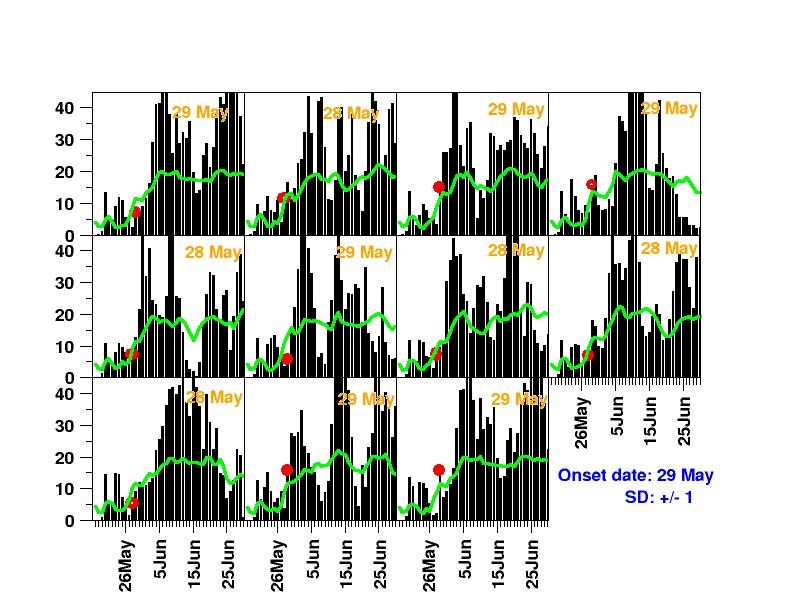 40 29 May 28 May 29 May 29 May
30
20
10
0
40 28 May 29 May 28 May 28 May
30
20
10
0
40 28 May 29 May 29 May
30
20
10
0
26May 5Jun 15Jun 25Jun
Onset date: 29 May
SD: +/- 1
26May 5Jun 15Jun 25Jun 26May 5Jun 15Jun 25Jun 26May 5Jun 15Jun 25Jun